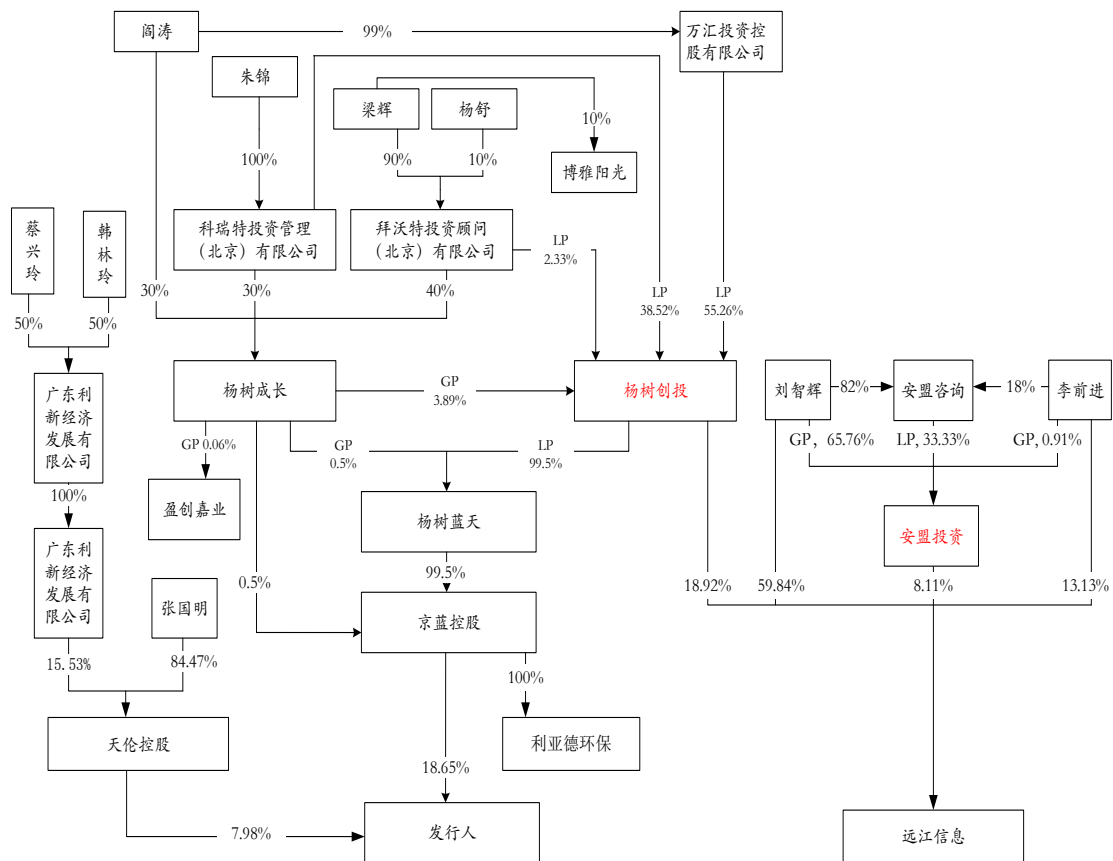 阎涛
99%
万汇投资控
股有限公司
朱锦
梁辉
杨舒
10%
100%
90%
10%
博雅阳光
蔡兴玲
韩林玲
科瑞特投资管理
（北京）有限公司
拜沃特投资顾问
（北京）有限公司
LP
2.33%
30%
30%
40%
LP
38.52%
LP
55.26%
50%
50%
广东利
新经济
发展有
限公司
杨树成长
GP
3.89%
杨树创投
刘智辉
82%
安盟咨询
18%
李前进
GP 0.06%
GP
0.5%
LP
99.5%
GP，65.76%
LP, 33.33%
GP, 0.91%
100%
盈创嘉业
杨树蓝天
安盟投资
广东利
新经济
发展有
限公司
张国明
0.5%
99.5%
18.92%
59.84%
8.11%
13.13%
京蓝控股
15.53%
84.47%
100%
天伦控股
利亚德环保
18.65%
7.98%
发行人
远江信息